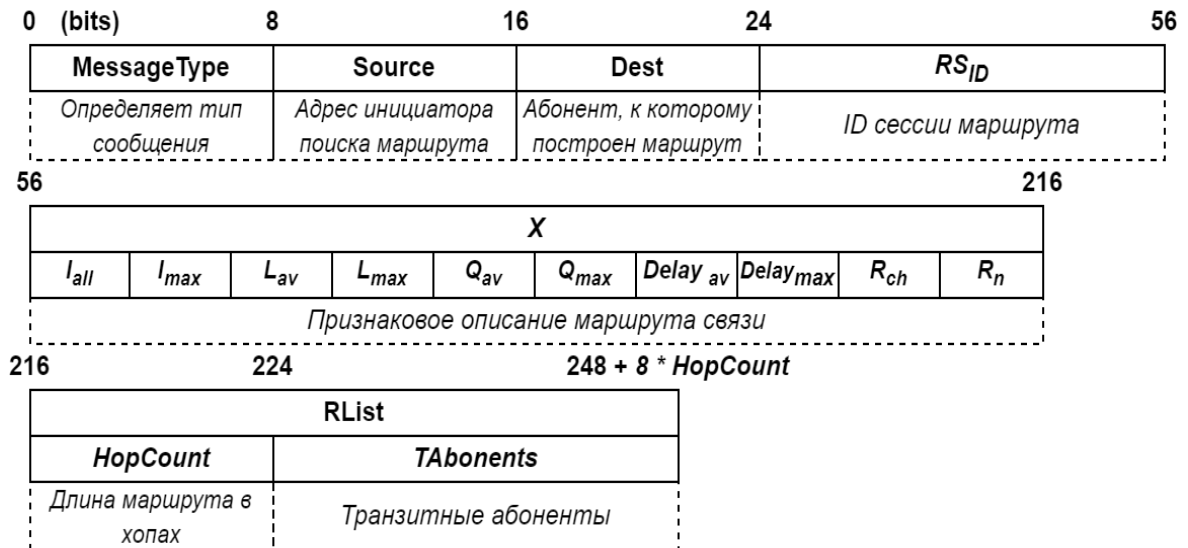 0 (bits) 8 16 24 56
MessageType Source Dest RS_ID
Определяет тип Адрес инициатора Абонент, к которому ID сессии маршрута
сообщения поиска маршрута построен маршрут
56 216
X
I_all I_max L_av L_max Q_av Q_max Delay_av Delay_max R_ch R_n
Признаковое описание маршрута связи
216 224 248 + 8 * HopCount
RList
HopCount TAbonents
Длина маршрута в Транзитные абоненты
хопах